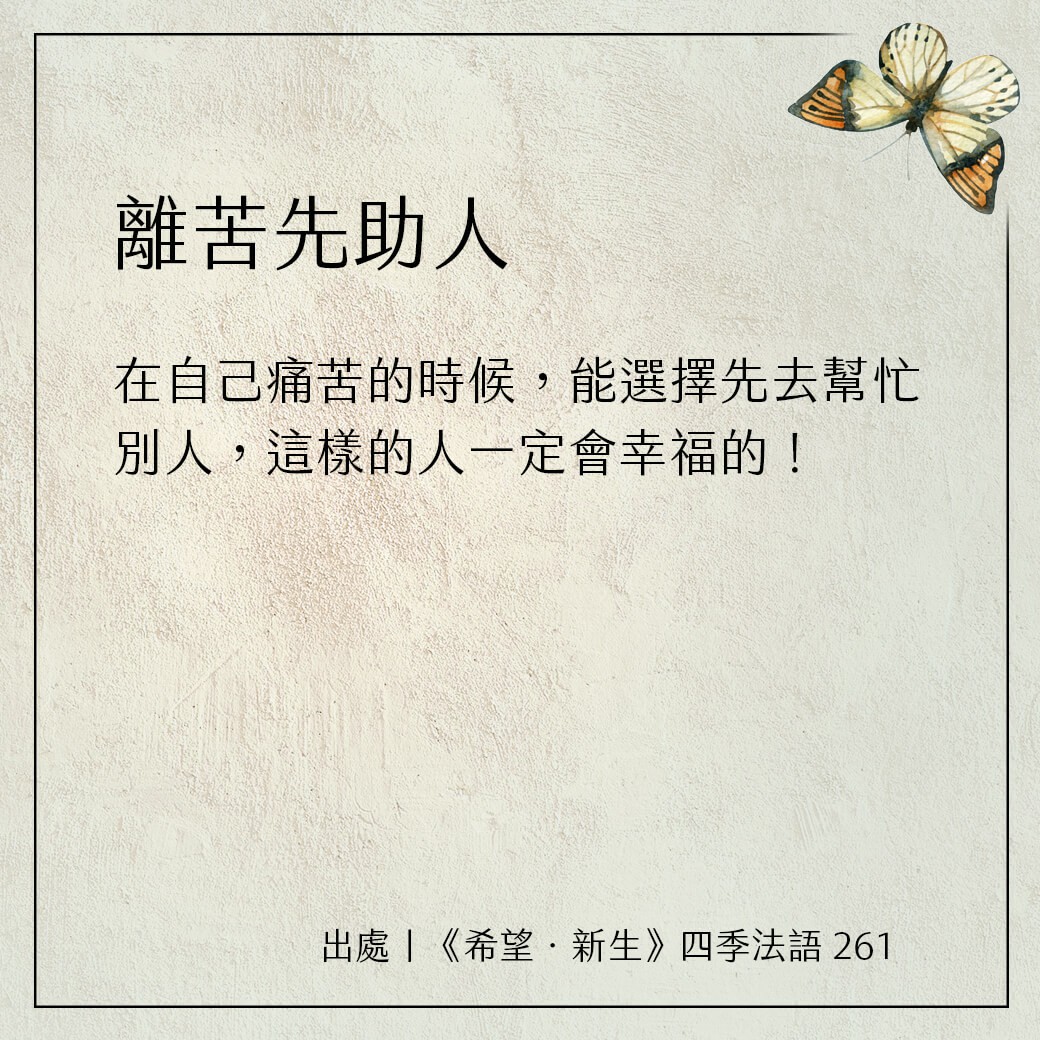 離苦先助人
在自己痛苦的時候，能選擇先去幫忙
別人，這樣的人一定會幸福的！
出處｜《希望．新生》四季法語 261